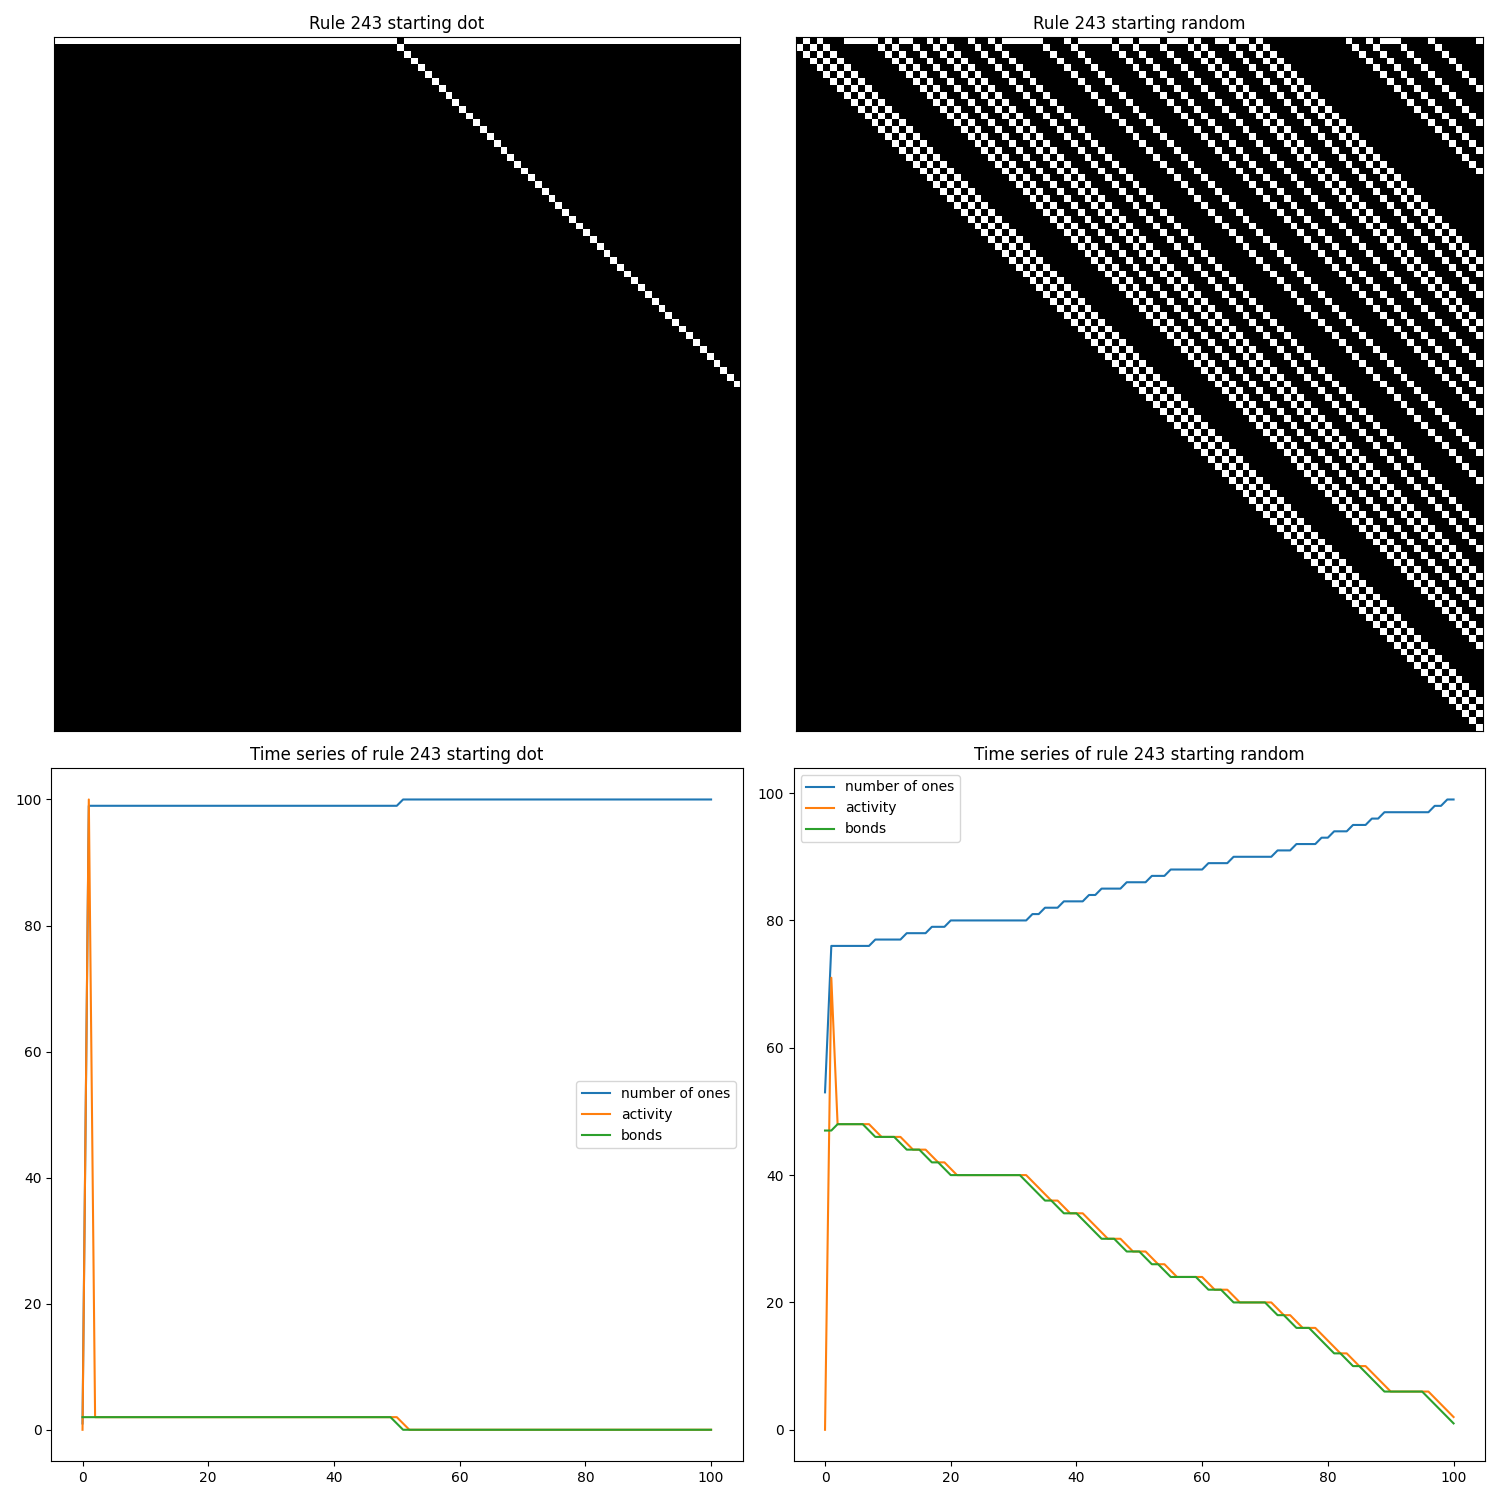 Rule 243 starting dot
Rule 243 starting random
Time series of rule 243 starting dot
100
80
60
40
20
0
0 20 40 60 80 100
number of ones
activity
bonds
Time series of rule 243 starting random
100
80
60
40
20
0
0 20 40 60 80 100
number of ones
activity
bonds